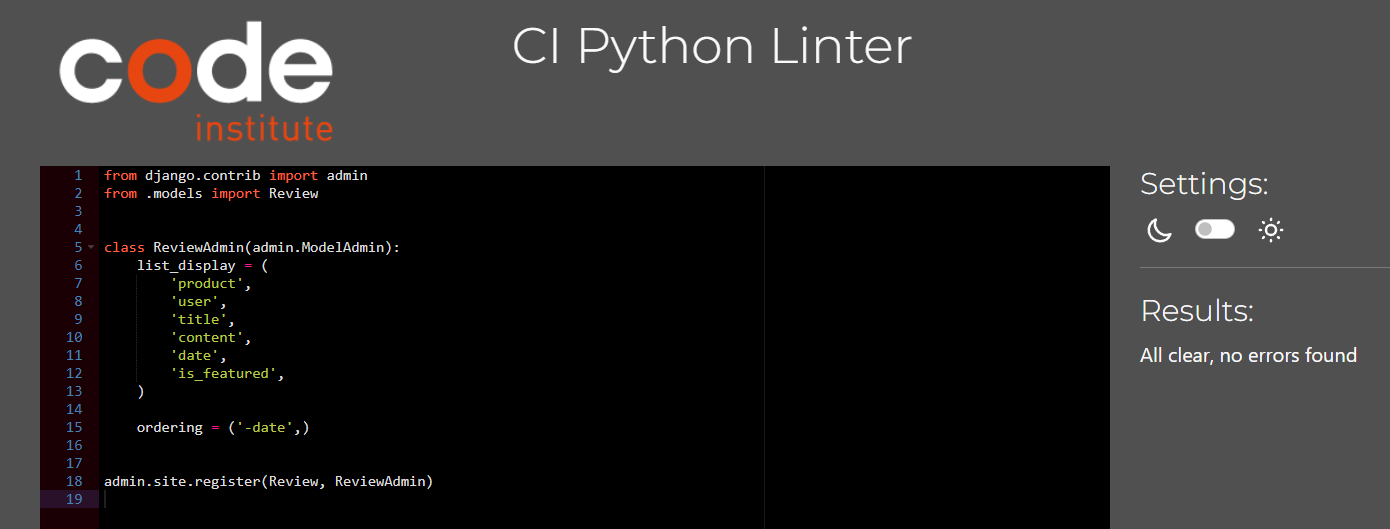 code
institute
CI Python Linter
1 from django.contrib import admin
2 from .models import Review
3
4
5 class ReviewAdmin(admin.ModelAdmin):
6     list_display = (
7         'product',
8         'user',
9         'title',
10         'content',
11         'date',
12         'is_featured',
13     )
14
15     ordering = ('-date',)
16
17
18 admin.site.register(Review, ReviewAdmin)
19
Settings:
Results:
All clear, no errors found